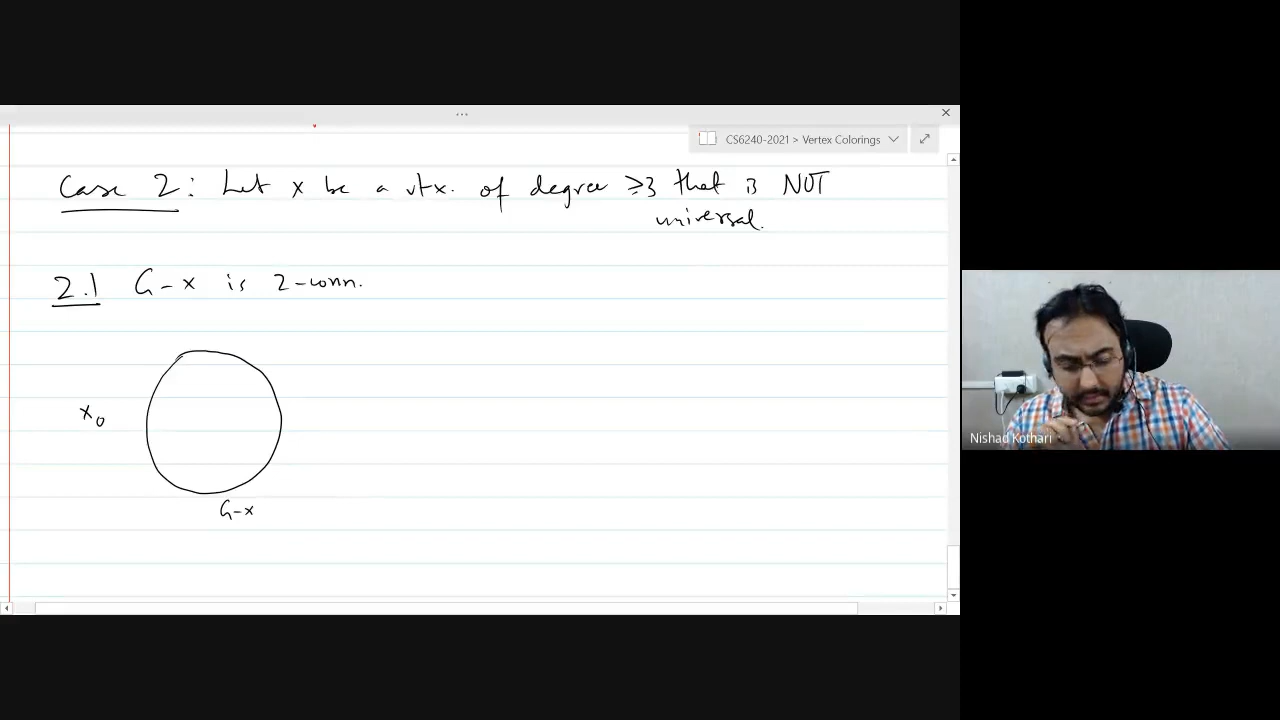 CS6240-2021 > Vertex Colorings
Case 2: Let x be a vtx. of degree ≥3 that is NOT
universal.
2.1 G-x is 2-conn.
x
G-x
Nishad Kothari